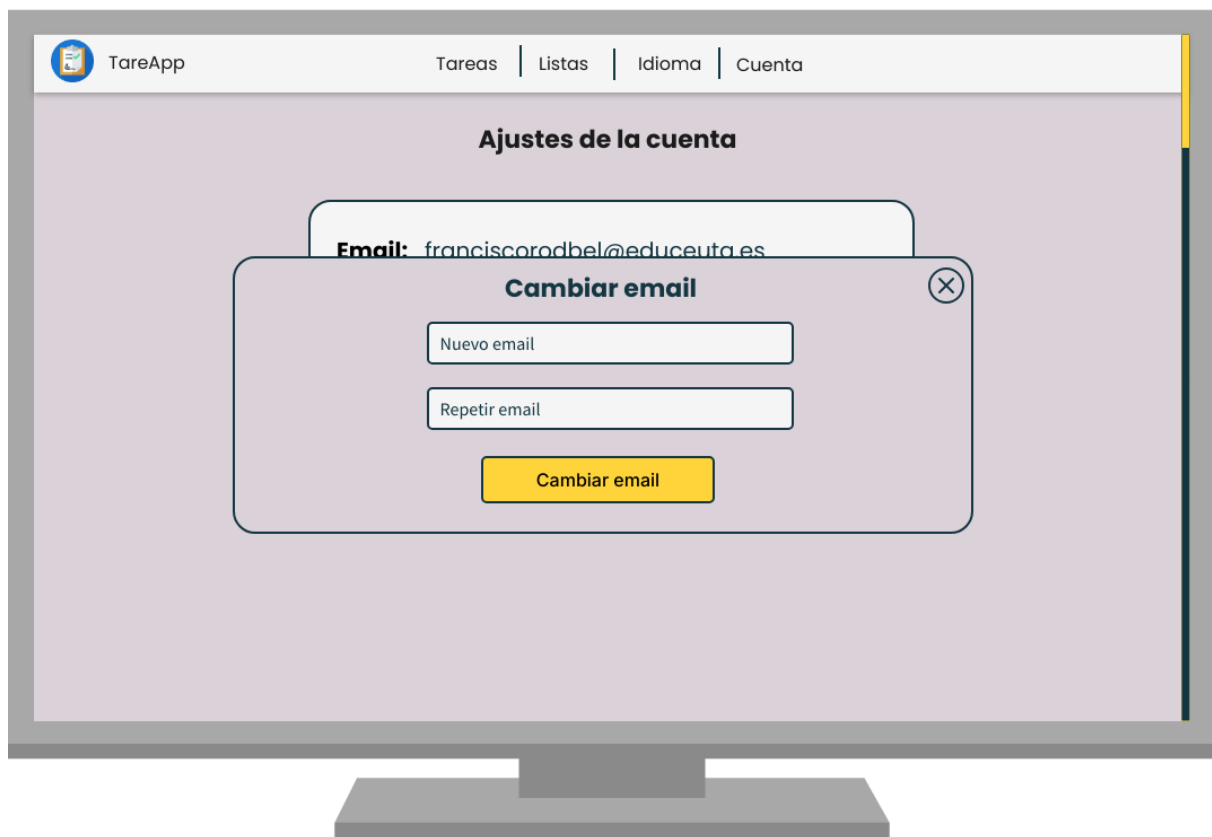 TareApp
Tareas Listas Idioma Cuenta
Ajustes de la cuenta
Email: franciscorodbel@educeuta.es
Cambiar email
Nuevo email
Repetir email
Cambiar email